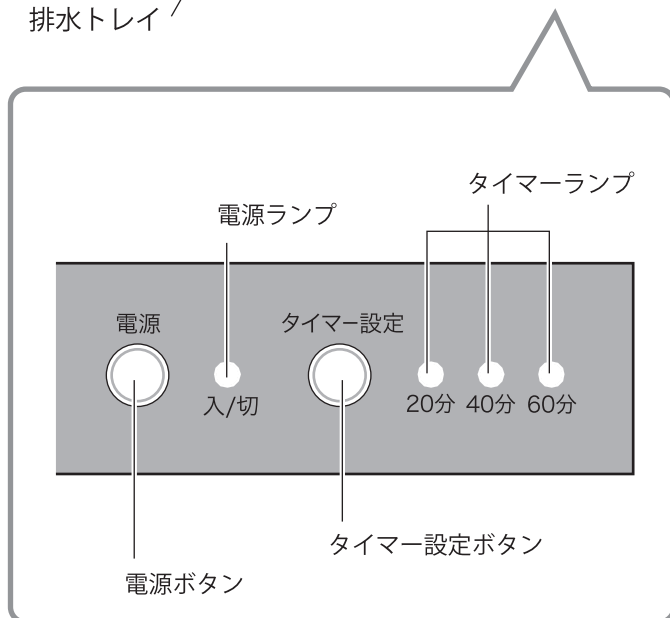 排水トレイ
タイマーランプ
電源ランプ
電源
タイマー設定
入/切
20分 40分 60分
タイマー設定ボタン
電源ボタン